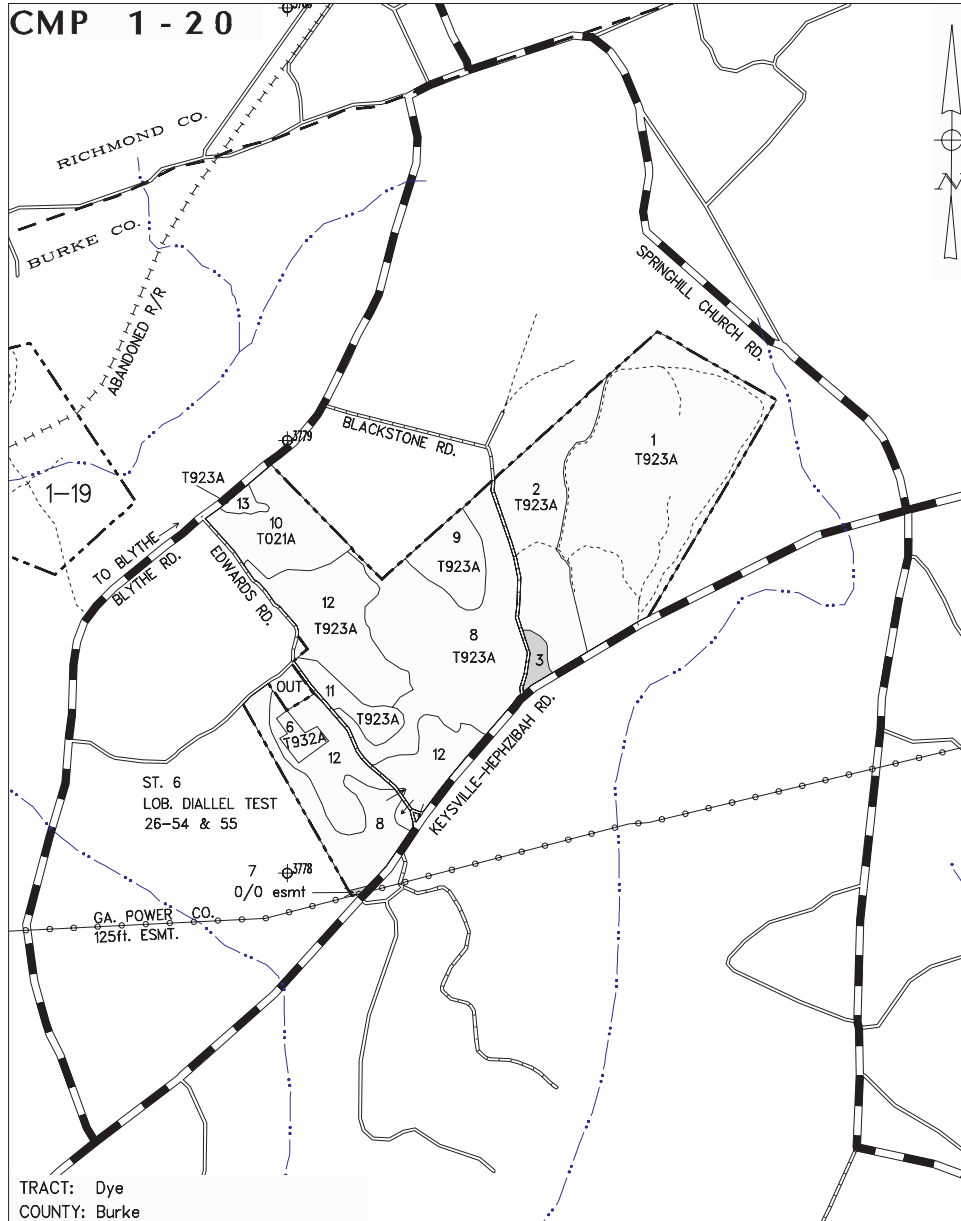 CMP 1-20
RICHMOND CO.
BURKE CO.
ABANDONED R/R
SPRINGHILL CHURCH RD.
N
BLACKSTONE RD.
3779
1-19
T923A
13
10
T021A
1
T923A
2
T923A
9
T923A
TO BLYTHE
BLYTHE RD.
EDWARDS RD.
12
T923A
8
T923A
3
OUT
11
T923A
6
T932A
12
12
KEYSVILLE-HEPHZIBAH RD.
ST. 6
LOB. DIALLEL TEST
26-54 & 55
8
7
3778
0/0 esmt
GA. POWER CO.
125ft. ESMT.
TRACT: Dye
COUNTY: Burke